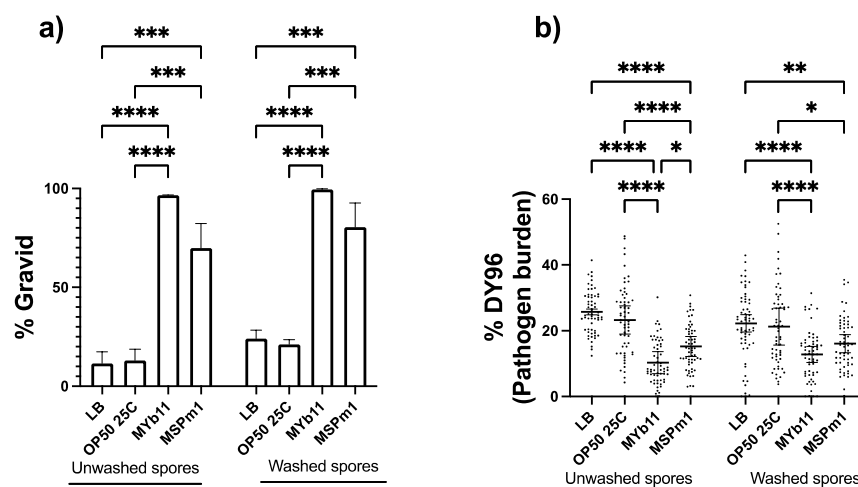 a)
***
***
***
***
****
****
****
****
% Gravid
100
50
0
LB
OP50 25C
MYb11
MSPm1
LB
OP50 25C
MYb11
MSPm1
Unwashed spores
Washed spores
b)
****
**
****
*
****
*
****
****
****
% DY96
(Pathogen burden)
60
40
20
0
LB
OP50 25C
MYb11
MSPm1
LB
OP50 25C
MYb11
MSPm1
Unwashed spores
Washed spores